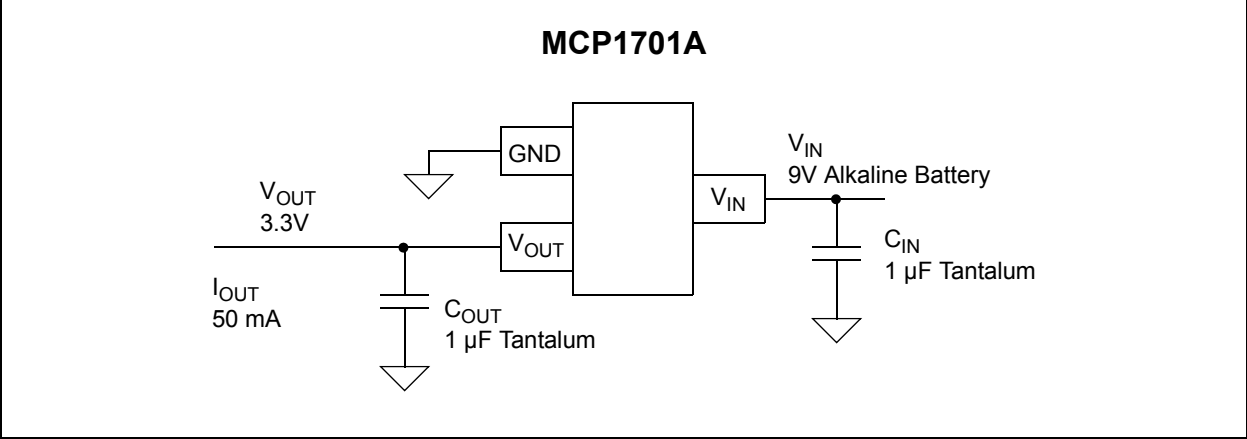 MCP1701A
GND
V_IN
9V Alkaline Battery
V_IN
V_OUT
3.3V
V_OUT
C_IN
1 µF Tantalum
I_OUT
50 mA
C_OUT
1 µF Tantalum